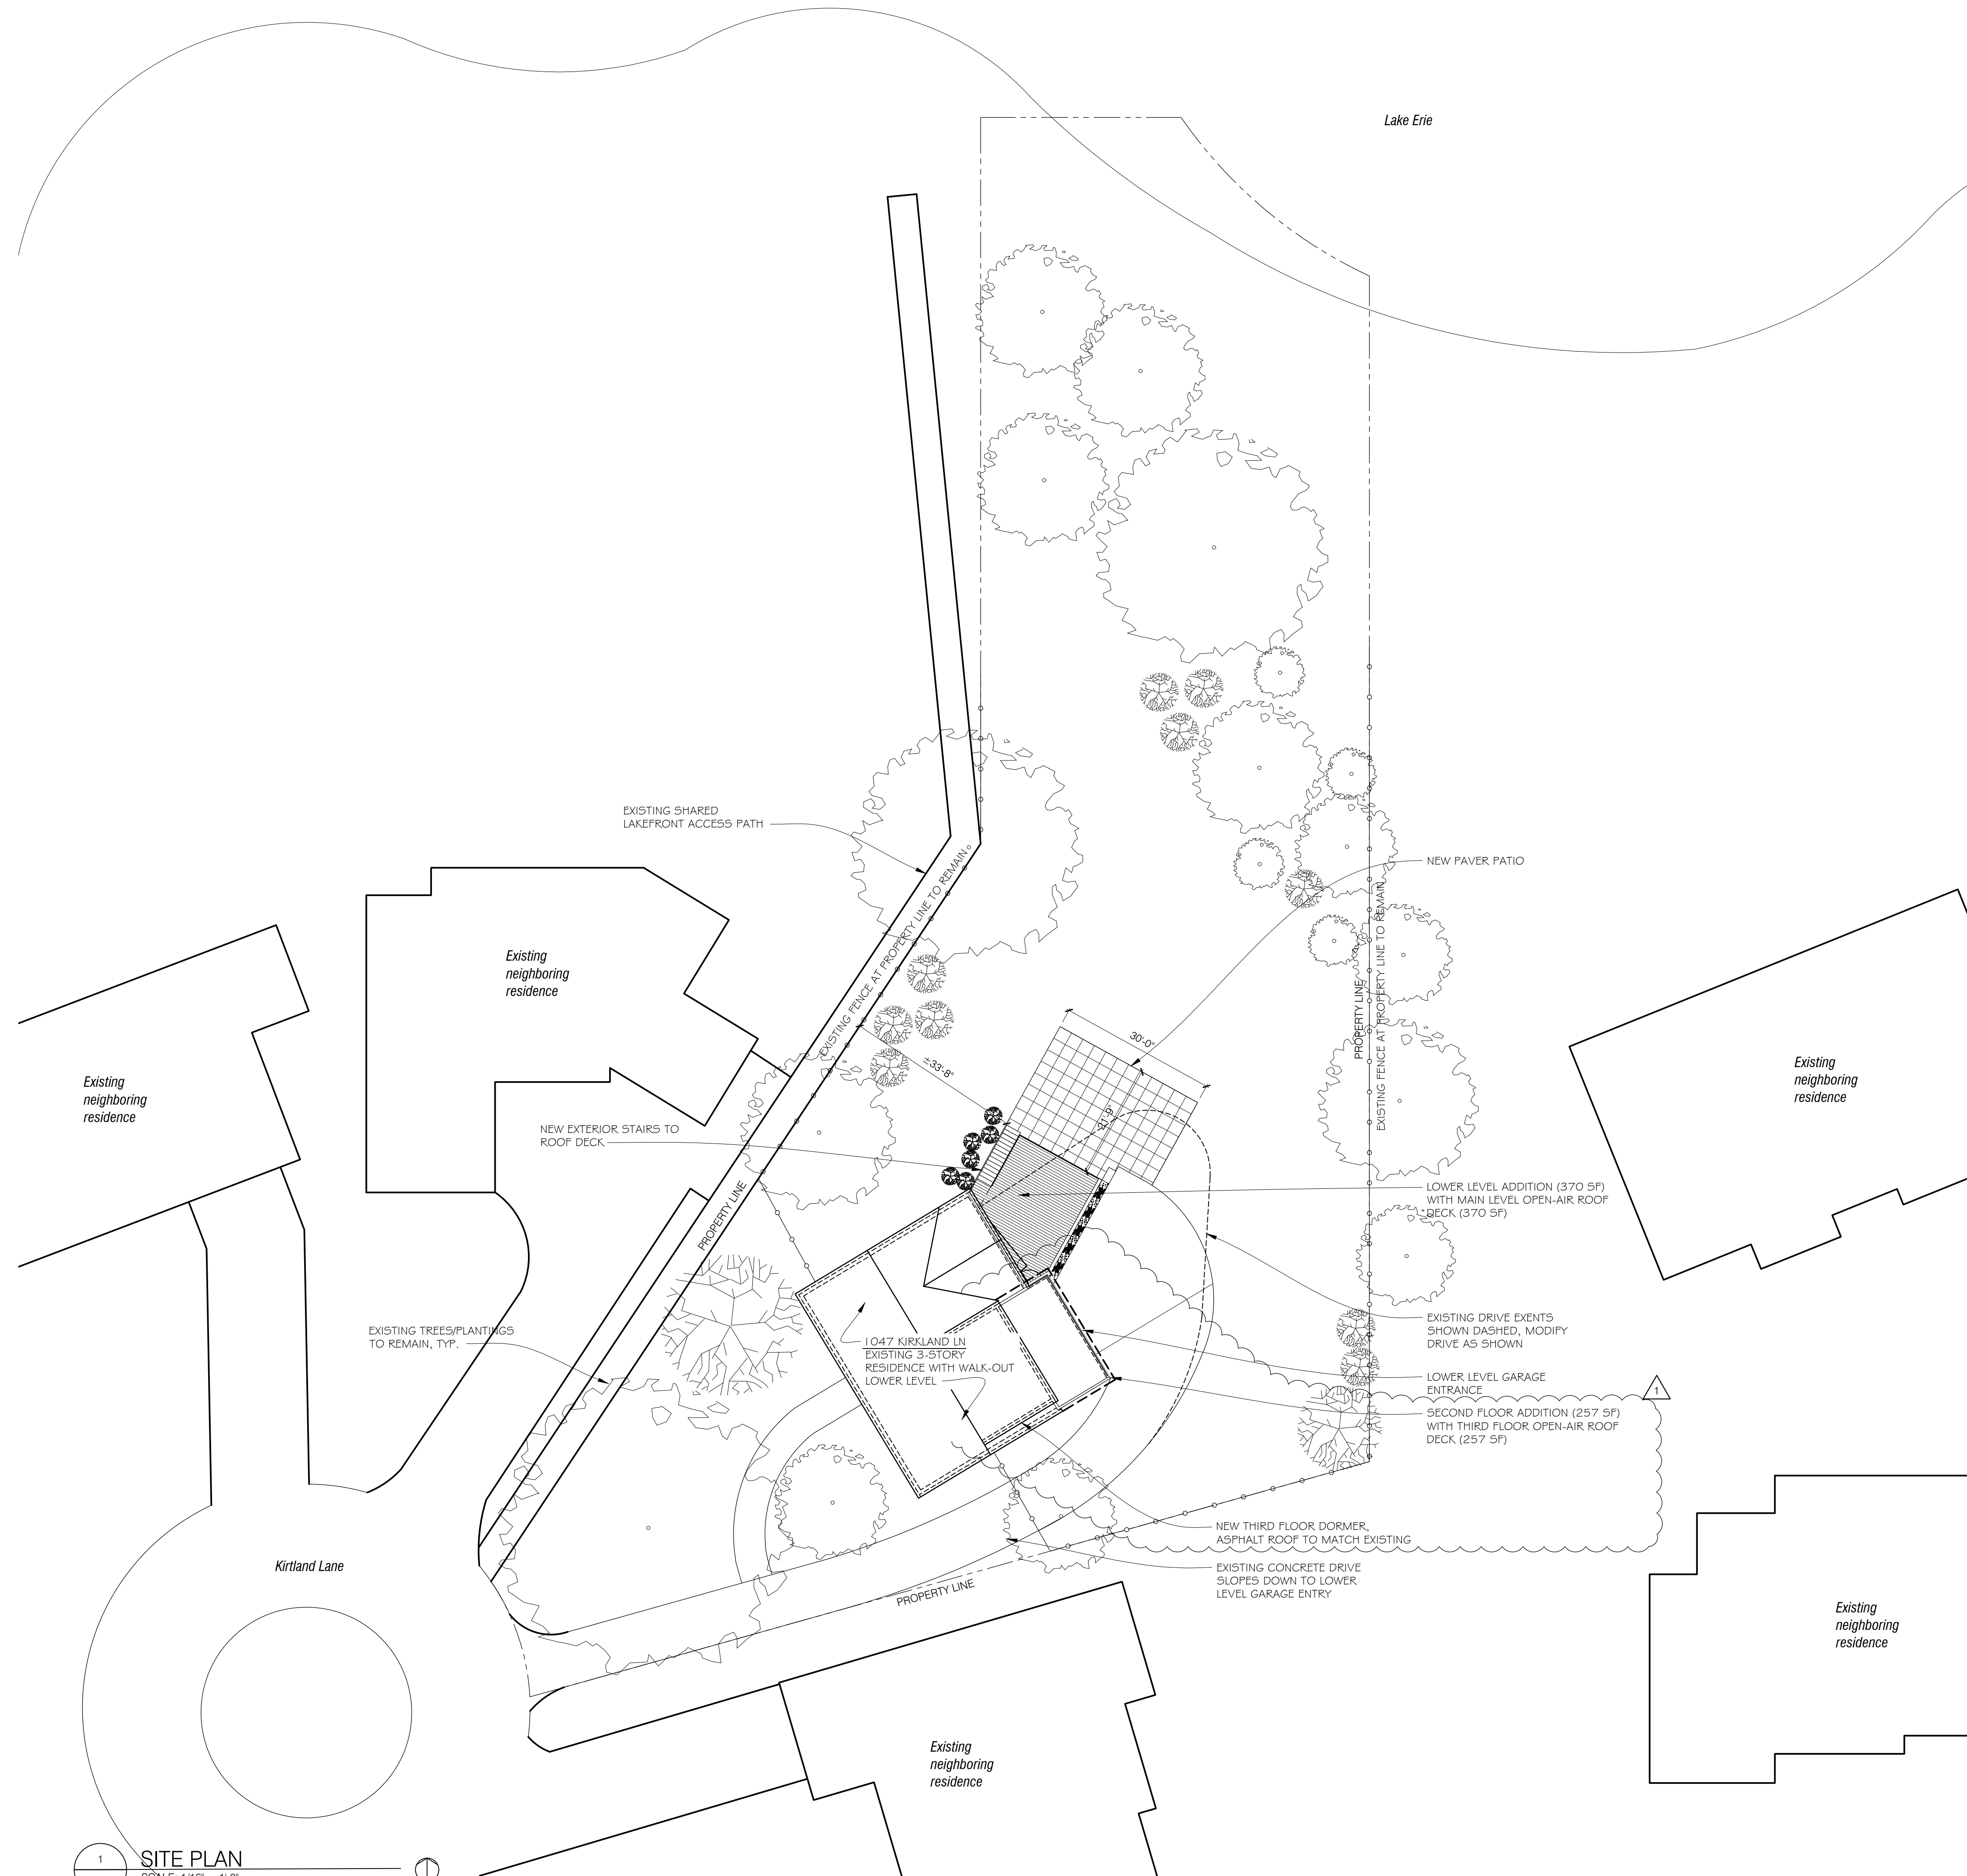 Lake Erie
EXISTING SHARED
LAKEFRONT ACCESS PATH
EXISTING FENCE AT PROPERTY LINE TO REMAIN
NEW PAVER PATIO
PROPERTY LINE
EXISTING FENCE AT PROPERTY LINE TO REMAIN
Existing
neighboring
residence
Existing
neighboring
residence
Existing
neighboring
residence
30'-0"
±33'-8"
21'-9"
NEW EXTERIOR STAIRS TO
ROOF DECK
PROPERTY LINE
LOWER LEVEL ADDITION (370 SF)
WITH MAIN LEVEL OPEN-AIR ROOF
DECK (370 SF)
EXISTING DRIVE EXENTS
SHOWN DASHED, MODIFY
DRIVE AS SHOWN
EXISTING TREES/PLANTINGS
TO REMAIN, TYP.
1047 KIRKLAND LN
EXISTING 3-STORY
RESIDENCE WITH WALK-OUT
LOWER LEVEL
LOWER LEVEL GARAGE
ENTRANCE
1
SECOND FLOOR ADDITION (257 SF)
WITH THIRD FLOOR OPEN-AIR ROOF
DECK (257 SF)
NEW THIRD FLOOR DORMER,
ASPHALT ROOF TO MATCH EXISTING
EXISTING CONCRETE DRIVE
SLOPES DOWN TO LOWER
LEVEL GARAGE ENTRY
Kirtland Lane
PROPERTY LINE
Existing
neighboring
residence
Existing
neighboring
residence
1
SITE PLAN